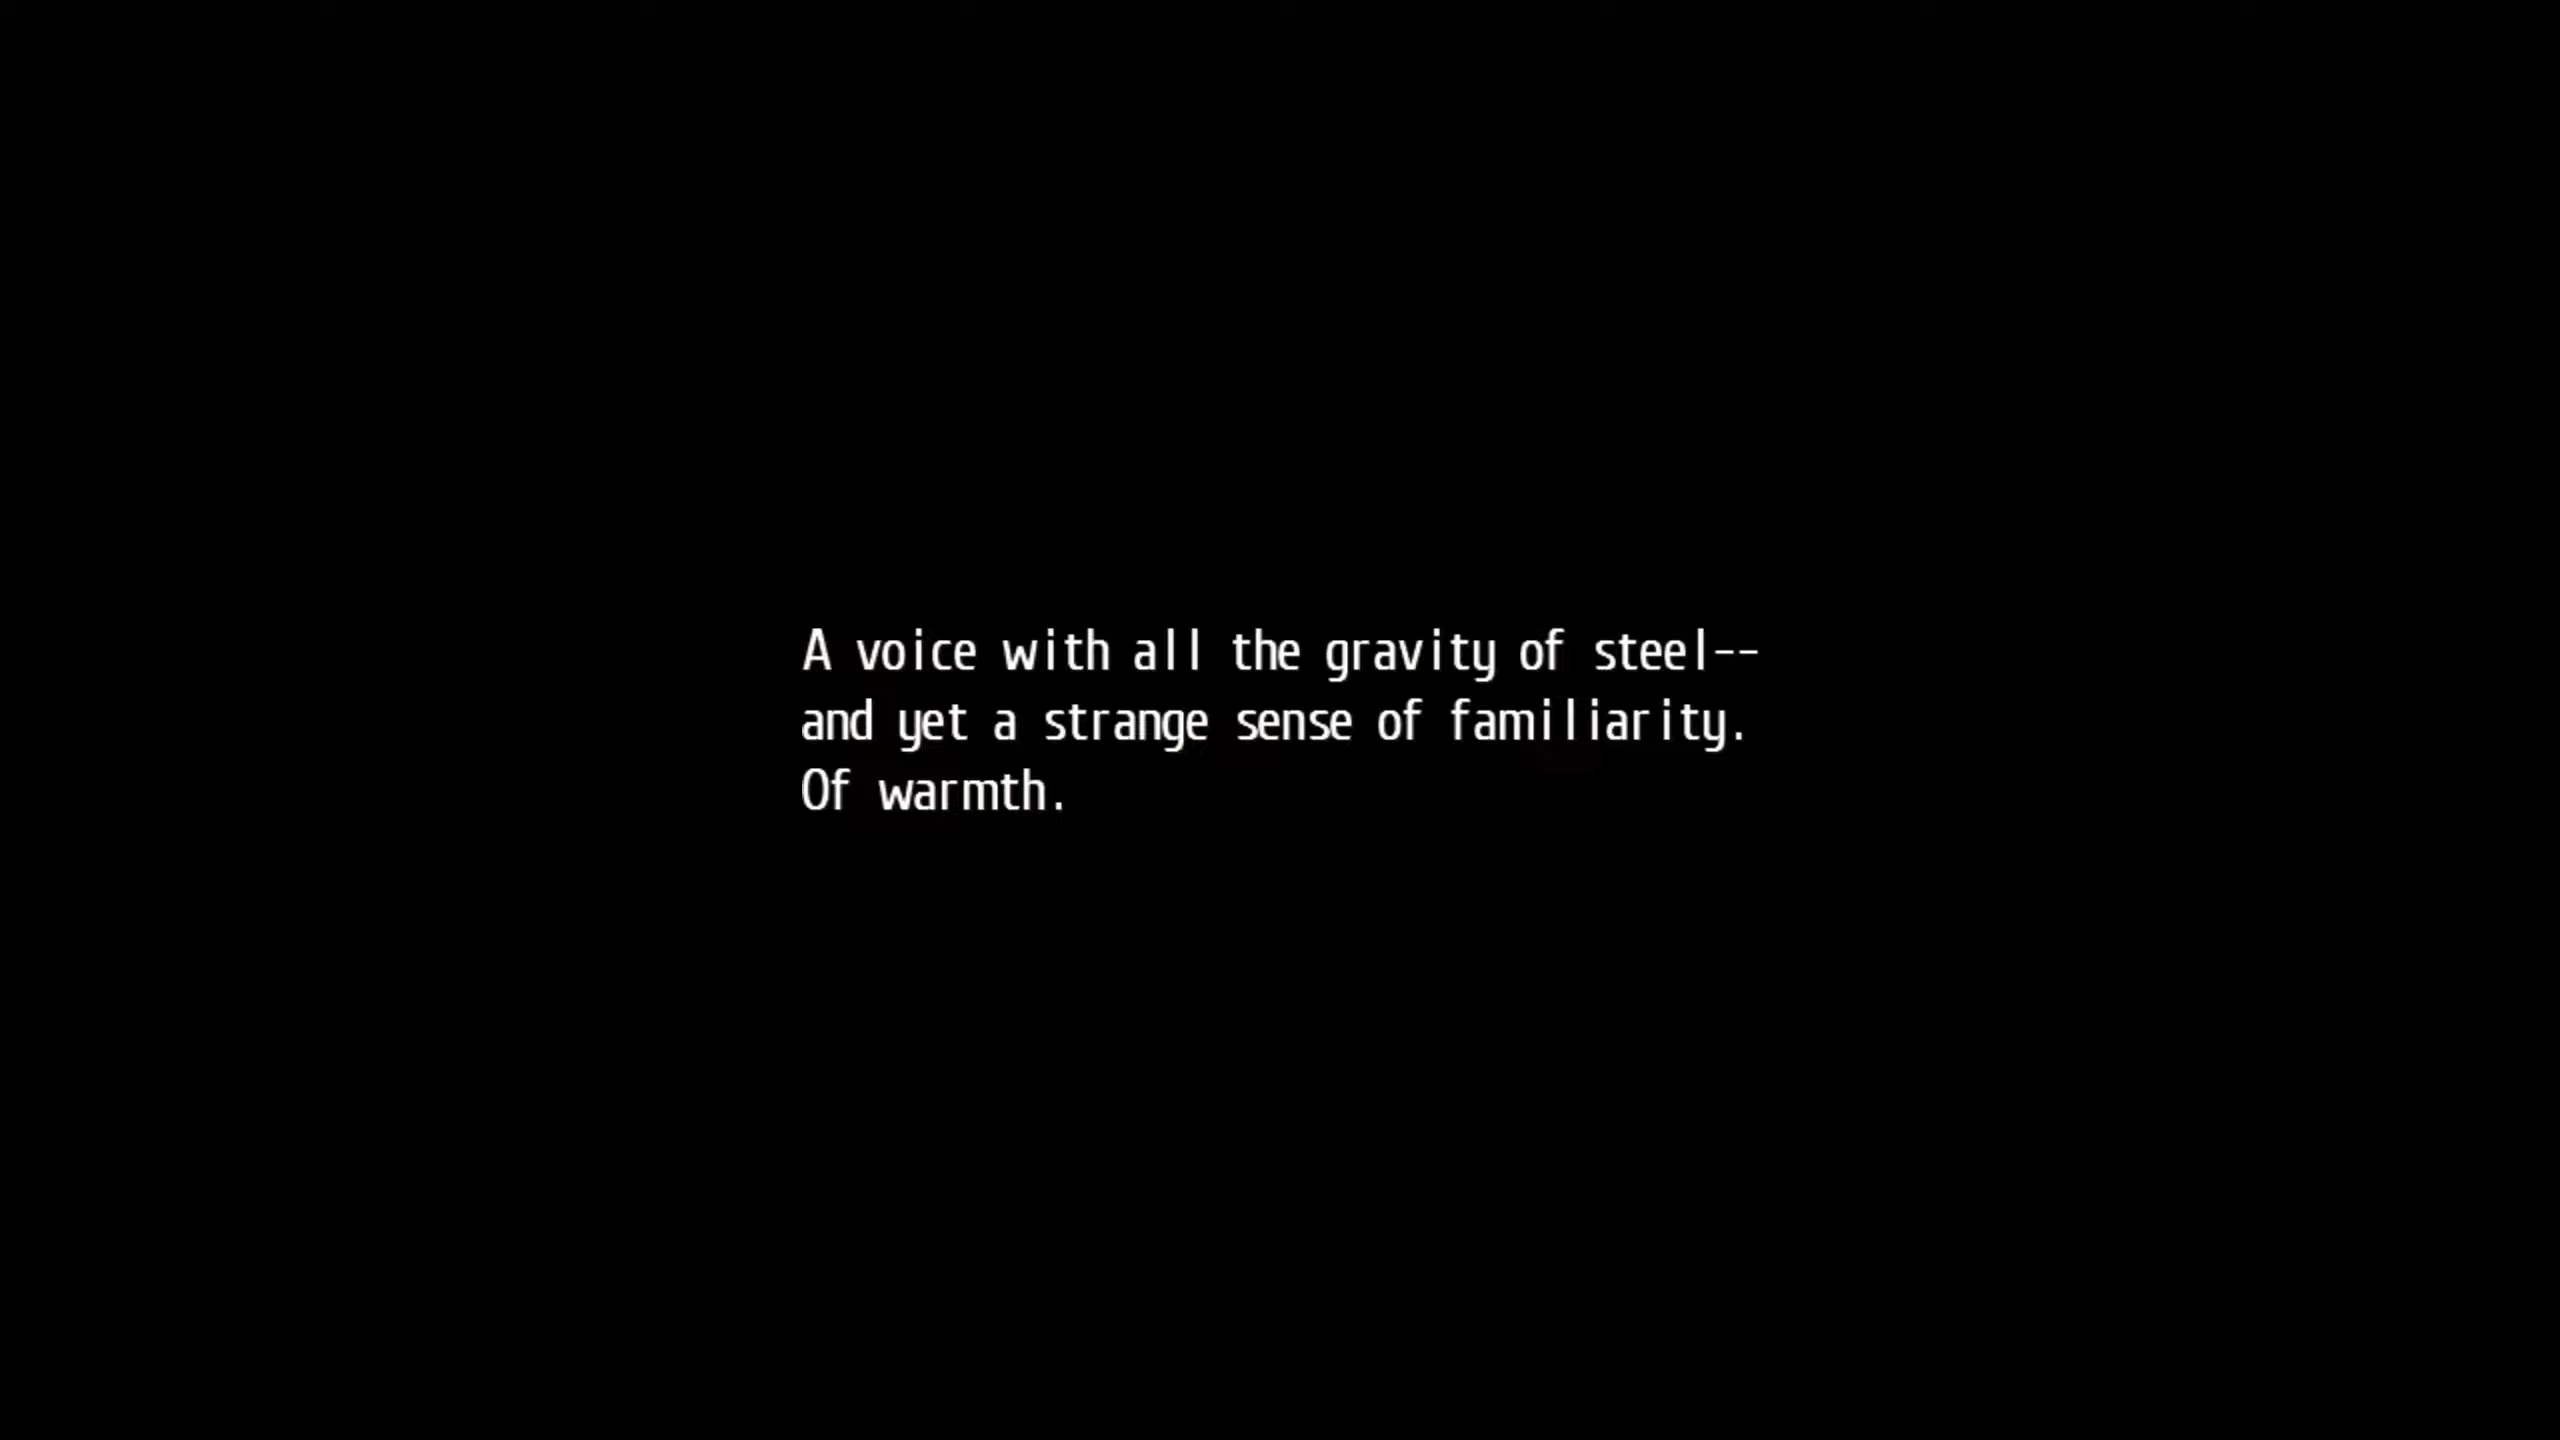 A voice with all the gravity of steel--
and yet a strange sense of familiarity.
Of warmth.